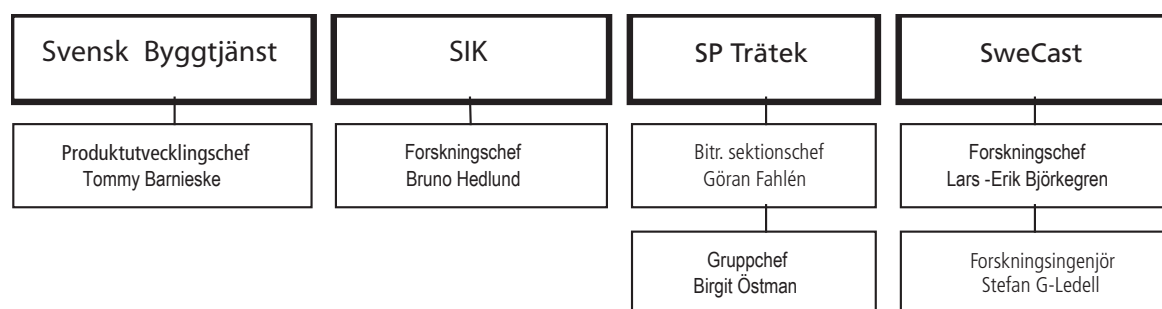 Svensk Byggtjänst
Produktutvecklingschef
Tommy Barnieske
SIK
Forskningschef
Bruno Hedlund
SP Trätek
Bitr. sektionschef
Göran Fahlén
Gruppchef
Birgit Östman
SweCast
Forskningschef
Lars -Erik Björkegren
Forskningsingenjör
Stefan G-Ledell